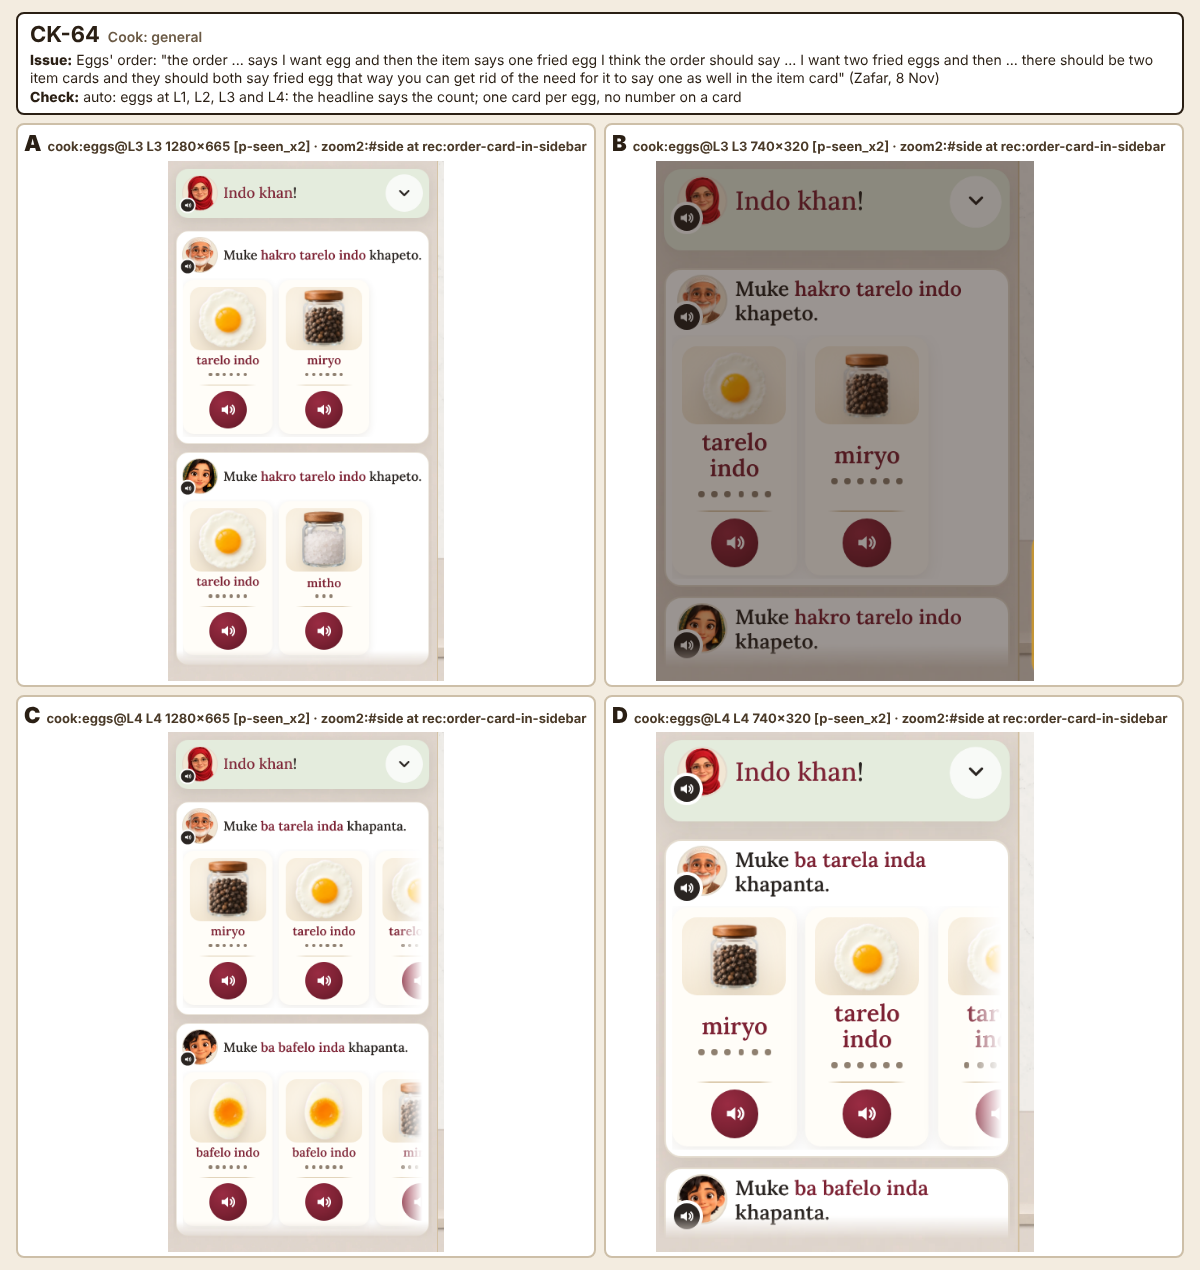 CK-64 Cook: general
Issue: Eggs' order: "the order ... says I want egg and then the item says one fried egg I think the order should say ... I want two fried eggs and then ... there should be two
item cards and they should both say fried egg that way you can get rid of the need for it to say one as well in the item card" (Zafar, 8 Nov)
Check: auto: eggs at L1, L2, L3 and L4: the headline says the count; one card per egg, no number on a card
A cook:eggs@L3 L3 1280×665 [p-seen_x2] · zoom2:#side at rec:order-card-in-sidebar
Indo khan!
Muke hakro tarelo indo khapeto.
tarelo indo miryo
Muke hakro tarelo indo khapeto.
tarelo indo mitho
B cook:eggs@L3 L3 740×320 [p-seen_x2] · zoom2:#side at rec:order-card-in-sidebar
Indo khan!
Muke hakro tarelo indo
khapeto.
tarelo
indo
miryo
Muke hakro tarelo indo
khapeto.
C cook:eggs@L4 L4 1280×665 [p-seen_x2] · zoom2:#side at rec:order-card-in-sidebar
Indo khan!
Muke ba tarela inda khapanta.
miryo tarelo indo
Muke ba bafelo inda khapanta.
bafelo indo bafelo indo
D cook:eggs@L4 L4 740×320 [p-seen_x2] · zoom2:#side at rec:order-card-in-sidebar
Indo khan!
Muke ba tarela inda
khapanta.
miryo
tarelo
indo
Muke ba bafelo inda
khapanta.